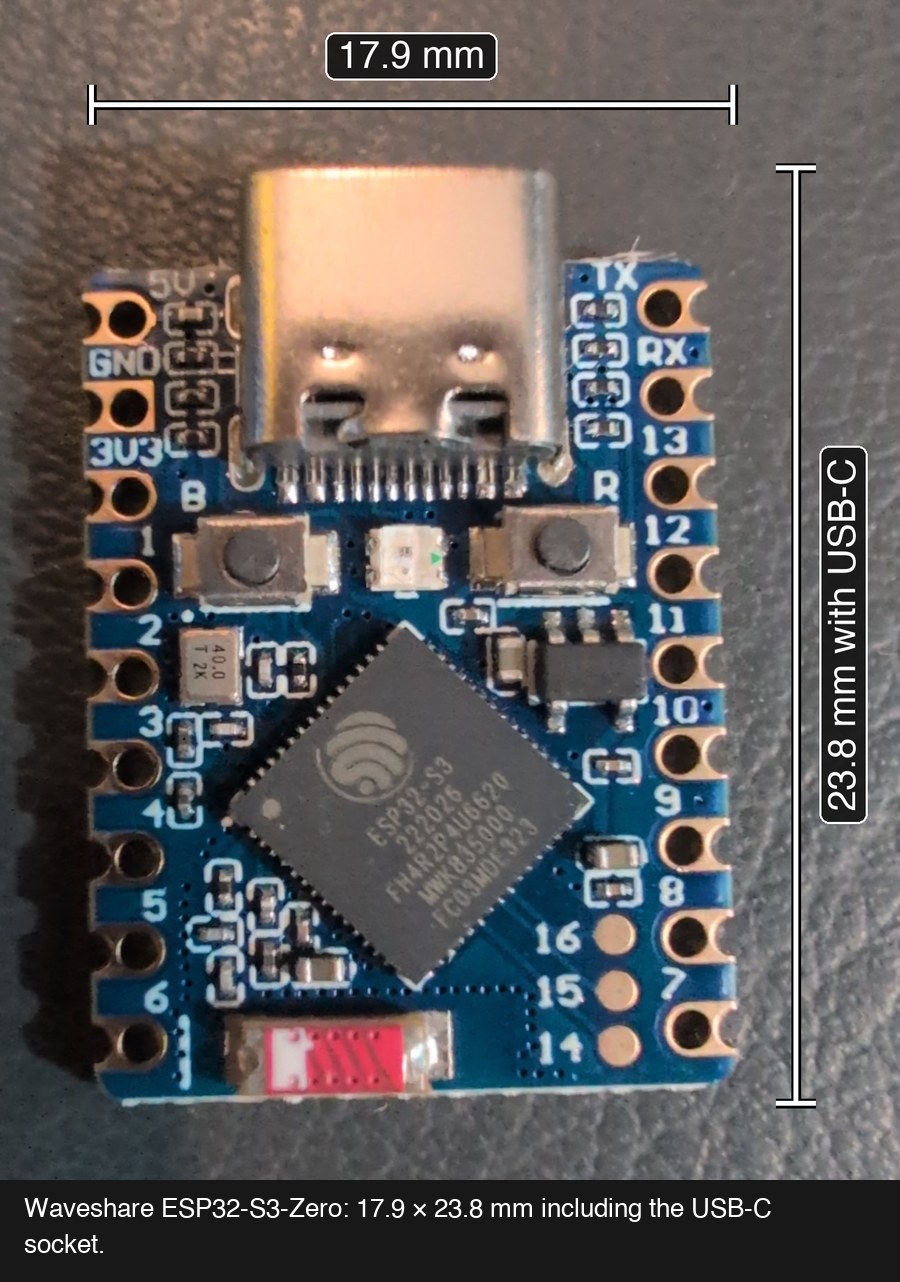 17.9 mm
23.8 mm with USB-C
5V
TX
GND
RX
3V3
13
B
R
1
12
2
11
40.0
T 2K
3
10
4
9
ESP32-S3
FH4R2P4U6620
5
8
16
6
15
7
14
Waveshare ESP32-S3-Zero: 17.9 × 23.8 mm including the USB-C
socket.